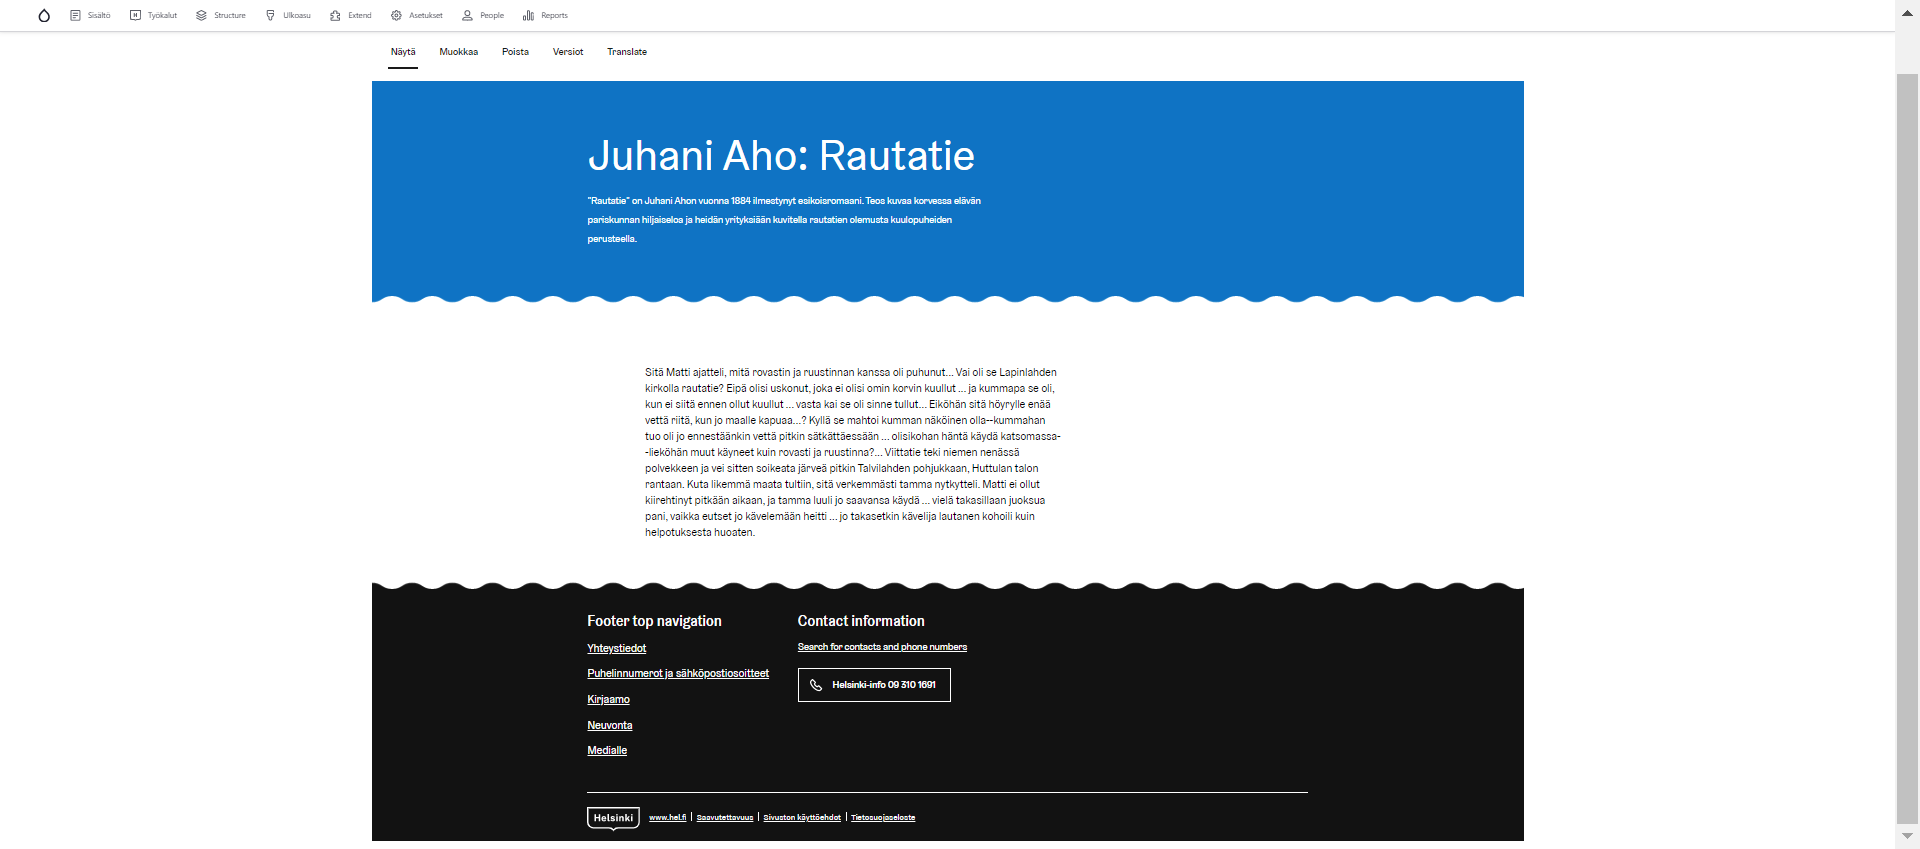 Sisältö Työkalut Structure Ulkoasu Extend Asetukset People Reports
Näytä Muokkaa Poista Versiot Translate
Juhani Aho: Rautatie
"Rautatie" on Juhani Ahon vuonna 1884 ilmestynyt esikoisromaani. Teos kuvaa korvessa elävän
pariskunnan hiljaiseloa ja heidän yrityksiään kuvitella rautatien olemusta kuulopuheiden
perusteella.
Sitä Matti ajatteli, mitä rovastin ja ruustinnan kanssa oli puhunut... Vai oli se Lapinlahden
kirkolla rautatie? Eipä olisi uskonut, joka ei olisi omin korvin kuullut ... ja kummapa se oli,
kun ei siitä ennen ollut kuullut ... vasta kai se oli sinne tullut... Eiköhän sitä höyrylle enää
vettä riitä, kun jo maalle kapuaa...? Kyllä se mahtoi kumman näköinen olla--kummahan
tuo oli jo ennestäänkin vettä pitkin sätkättäessään ... olisikohan häntä käydä katsomassa-
-lieköhän muut käyneet kuin rovasti ja ruustinna?... Viittatie teki niemen nenässä
polvekkeen ja vei sitten soikeata järveä pitkin Talvilahden pohjukkaan, Huttulan talon
rantaan. Kuta likemmä maata tultiin, sitä verkemmästi tamma nytkytteli. Matti ei ollut
kiirehtinyt pitkään aikaan, ja tamma luuli jo saavansa käydä ... vielä takasillaan juoksua
pani, vaikka eutset jo kävelemään heitti ... jo takasetkin kävelijä lautanen kohoili kuin
helpotuksesta huoaten.
Footer top navigation
Yhteystiedot
Puhelinnumerot ja sähköpostiosoitteet
Kirjaamo
Neuvonta
Medialle
Contact information
Search for contacts and phone numbers
Helsinki-info 09 310 1691
Helsinki www.hel.fi | Saavutettavuus | Sivuston käyttöehdot | Tietosuojaseloste